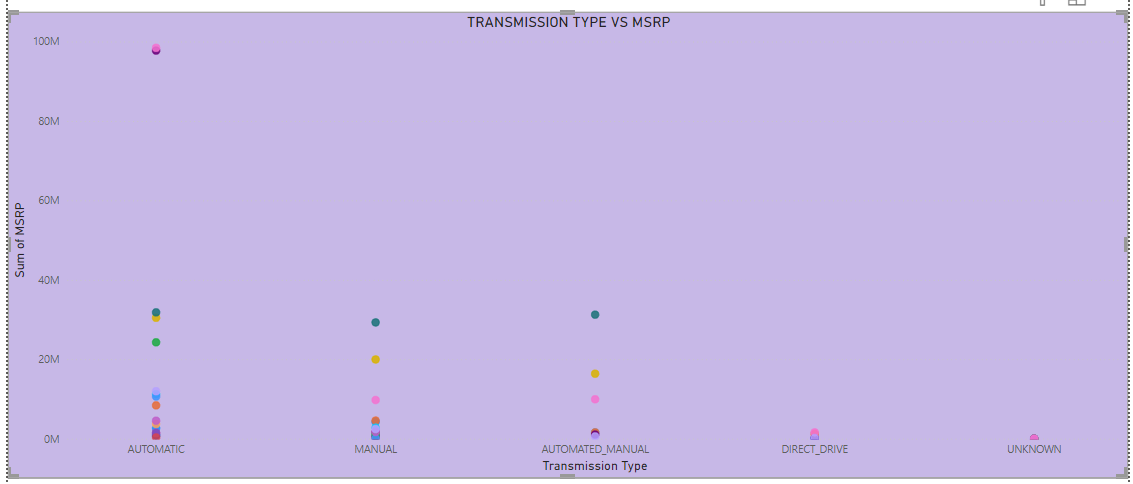 TRANSMISSION TYPE VS MSRP
100M
80M
60M
40M
20M
0M
Sum of MSRP
AUTOMATIC MANUAL AUTOMATED_MANUAL DIRECT_DRIVE UNKNOWN
Transmission Type